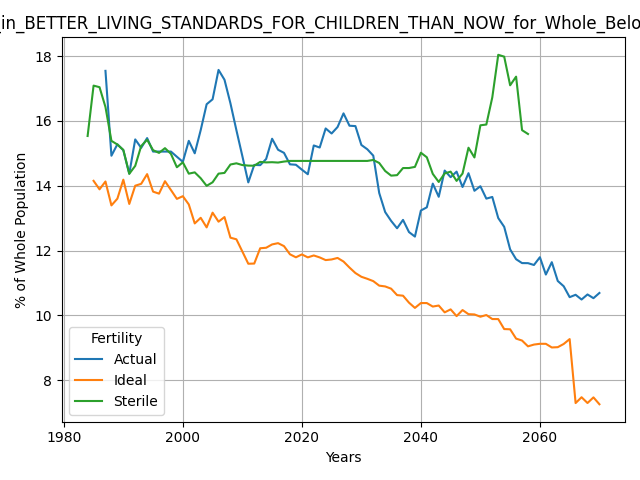 _in_BETTER_LIVING_STANDARDS_FOR_CHILDREN_THAN_NOW_for_Whole_Belo
% of Whole Population
18
16
14
12
10
8
Fertility
Actual
Ideal
Sterile
1980
2000
2020
2040
2060
Years